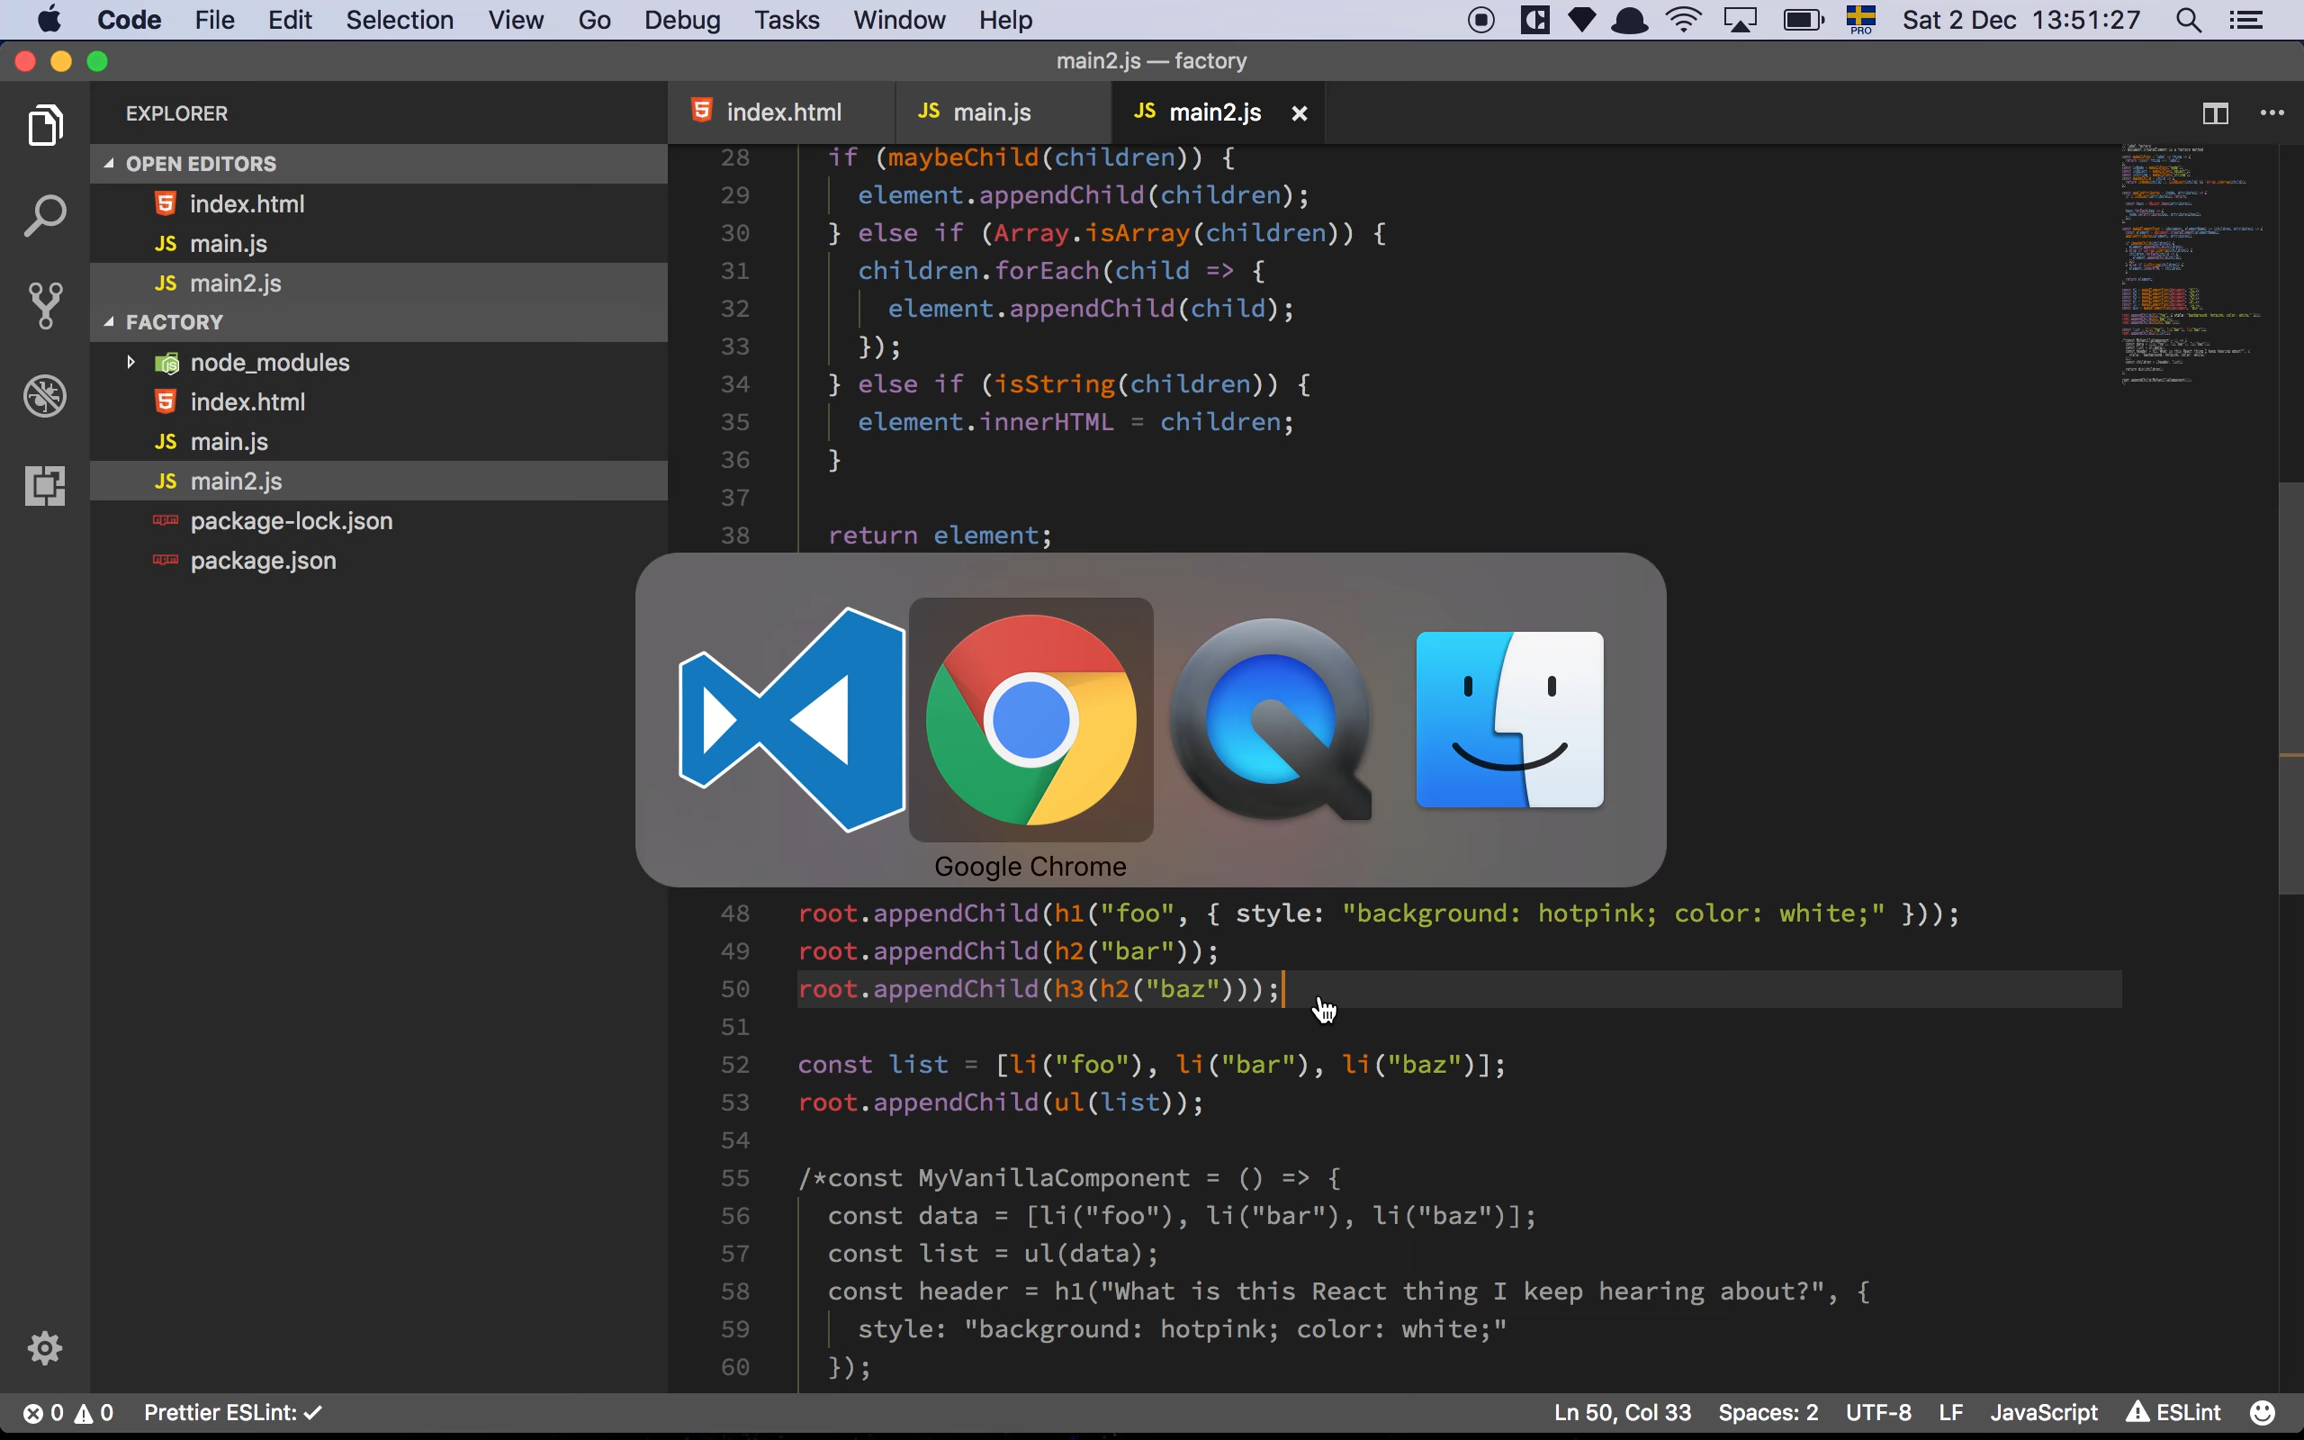 Code File Edit Selection View Go Debug Tasks Window Help
PRO
Sat 2 Dec 13:51:27
main2.js — factory
EXPLORER
OPEN EDITORS
index.html
JS main.js
JS main2.js
FACTORY
node_modules
index.html
JS main.js
JS main2.js
package-lock.json
package.json
index.html
JS main.js
JS main2.js
28 if (maybeChild(children)) {
29 element.appendChild(children);
30 } else if (Array.isArray(children)) {
31 children.forEach(child => {
32 element.appendChild(child);
33 });
34 } else if (isString(children)) {
35 element.innerHTML = children;
36 }
37
38 return element;
Google Chrome
48 root.appendChild(h1("foo", { style: "background: hotpink; color: white;" }));
49 root.appendChild(h2("bar"));
50 root.appendChild(h3(h2("baz")));
51
52 const list = [li("foo"), li("bar"), li("baz")];
53 root.appendChild(ul(list));
54
55 /*const MyVanillaComponent = () => {
56 const data = [li("foo"), li("bar"), li("baz")];
57 const list = ul(data);
58 const header = h1("What is this React thing I keep hearing about?", {
59 style: "background: hotpink; color: white;"
60 });
0 0 Prettier ESLint: ✓
Ln 50, Col 33 Spaces: 2 UTF-8 LF JavaScript ESLint